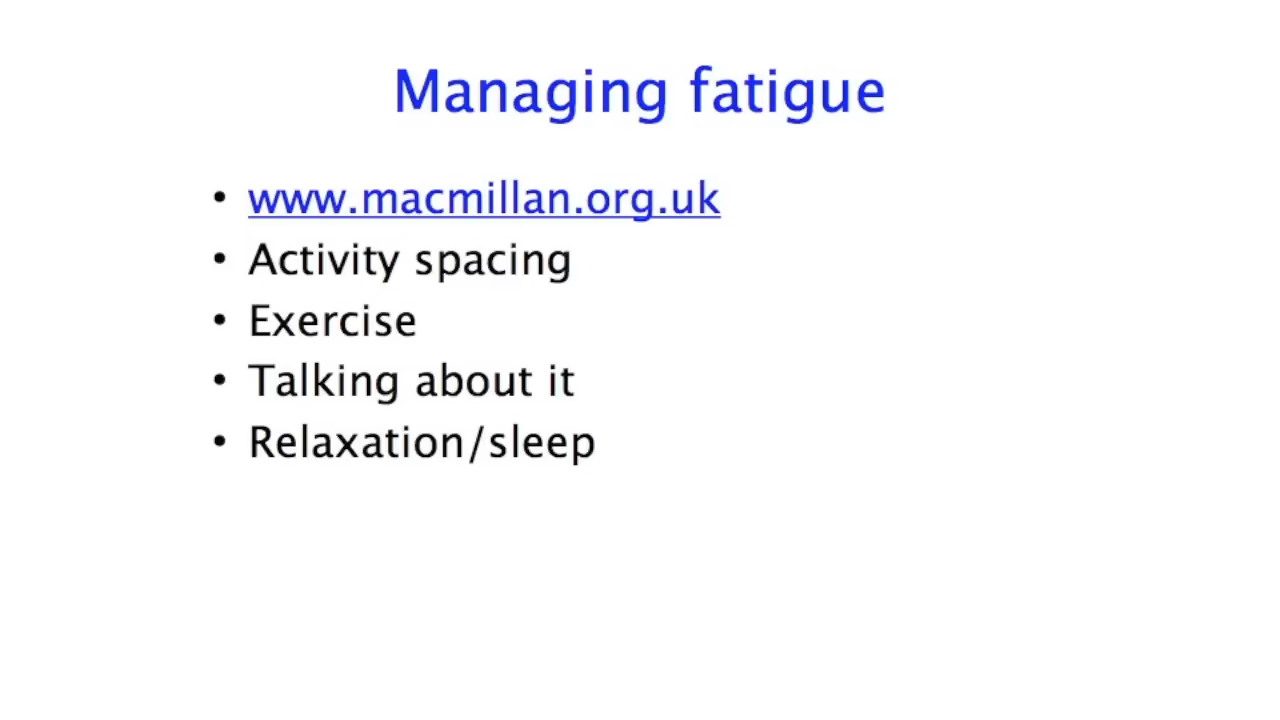 Managing fatigue
• www.macmillan.org.uk
• Activity spacing
• Exercise
• Talking about it
• Relaxation/sleep